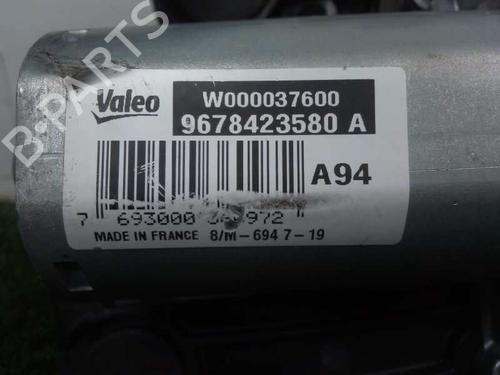 B-PARTS
Valeo
W000037600
9678423580 A
A94
7 693000 972
MADE IN FRANCE 8/M-694 7-19